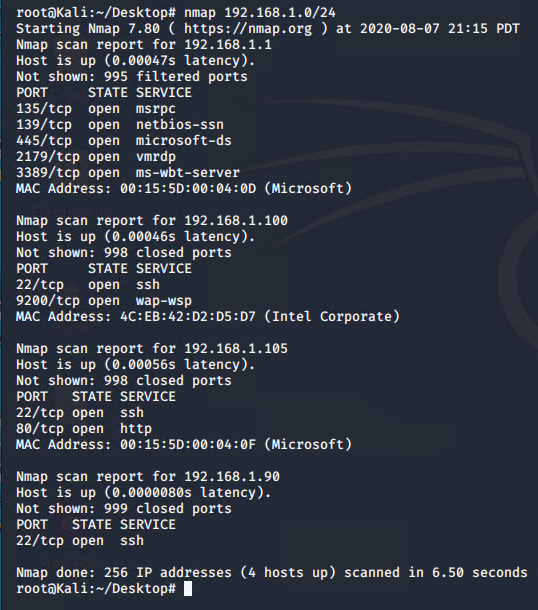 root@Kali:~/Desktop# nmap 192.168.1.0/24
Starting Nmap 7.80 ( https://nmap.org ) at 2020-08-07 21:15 PDT
Nmap scan report for 192.168.1.1
Host is up (0.00047s latency).
Not shown: 995 filtered ports
PORT     STATE SERVICE
135/tcp  open  msrpc
139/tcp  open  netbios-ssn
445/tcp  open  microsoft-ds
2179/tcp open  vmrdp
3389/tcp open  ms-wbt-server
MAC Address: 00:15:5D:00:04:0D (Microsoft)

Nmap scan report for 192.168.1.100
Host is up (0.00046s latency).
Not shown: 998 closed ports
PORT     STATE SERVICE
22/tcp   open  ssh
9200/tcp open  wap-wsp
MAC Address: 4C:EB:42:D2:D5:D7 (Intel Corporate)

Nmap scan report for 192.168.1.105
Host is up (0.00056s latency).
Not shown: 998 closed ports
PORT   STATE SERVICE
22/tcp open  ssh
80/tcp open  http
MAC Address: 00:15:5D:00:04:0F (Microsoft)

Nmap scan report for 192.168.1.90
Host is up (0.0000080s latency).
Not shown: 999 closed ports
PORT   STATE SERVICE
22/tcp open  ssh

Nmap done: 256 IP addresses (4 hosts up) scanned in 6.50 seconds
root@Kali:~/Desktop#